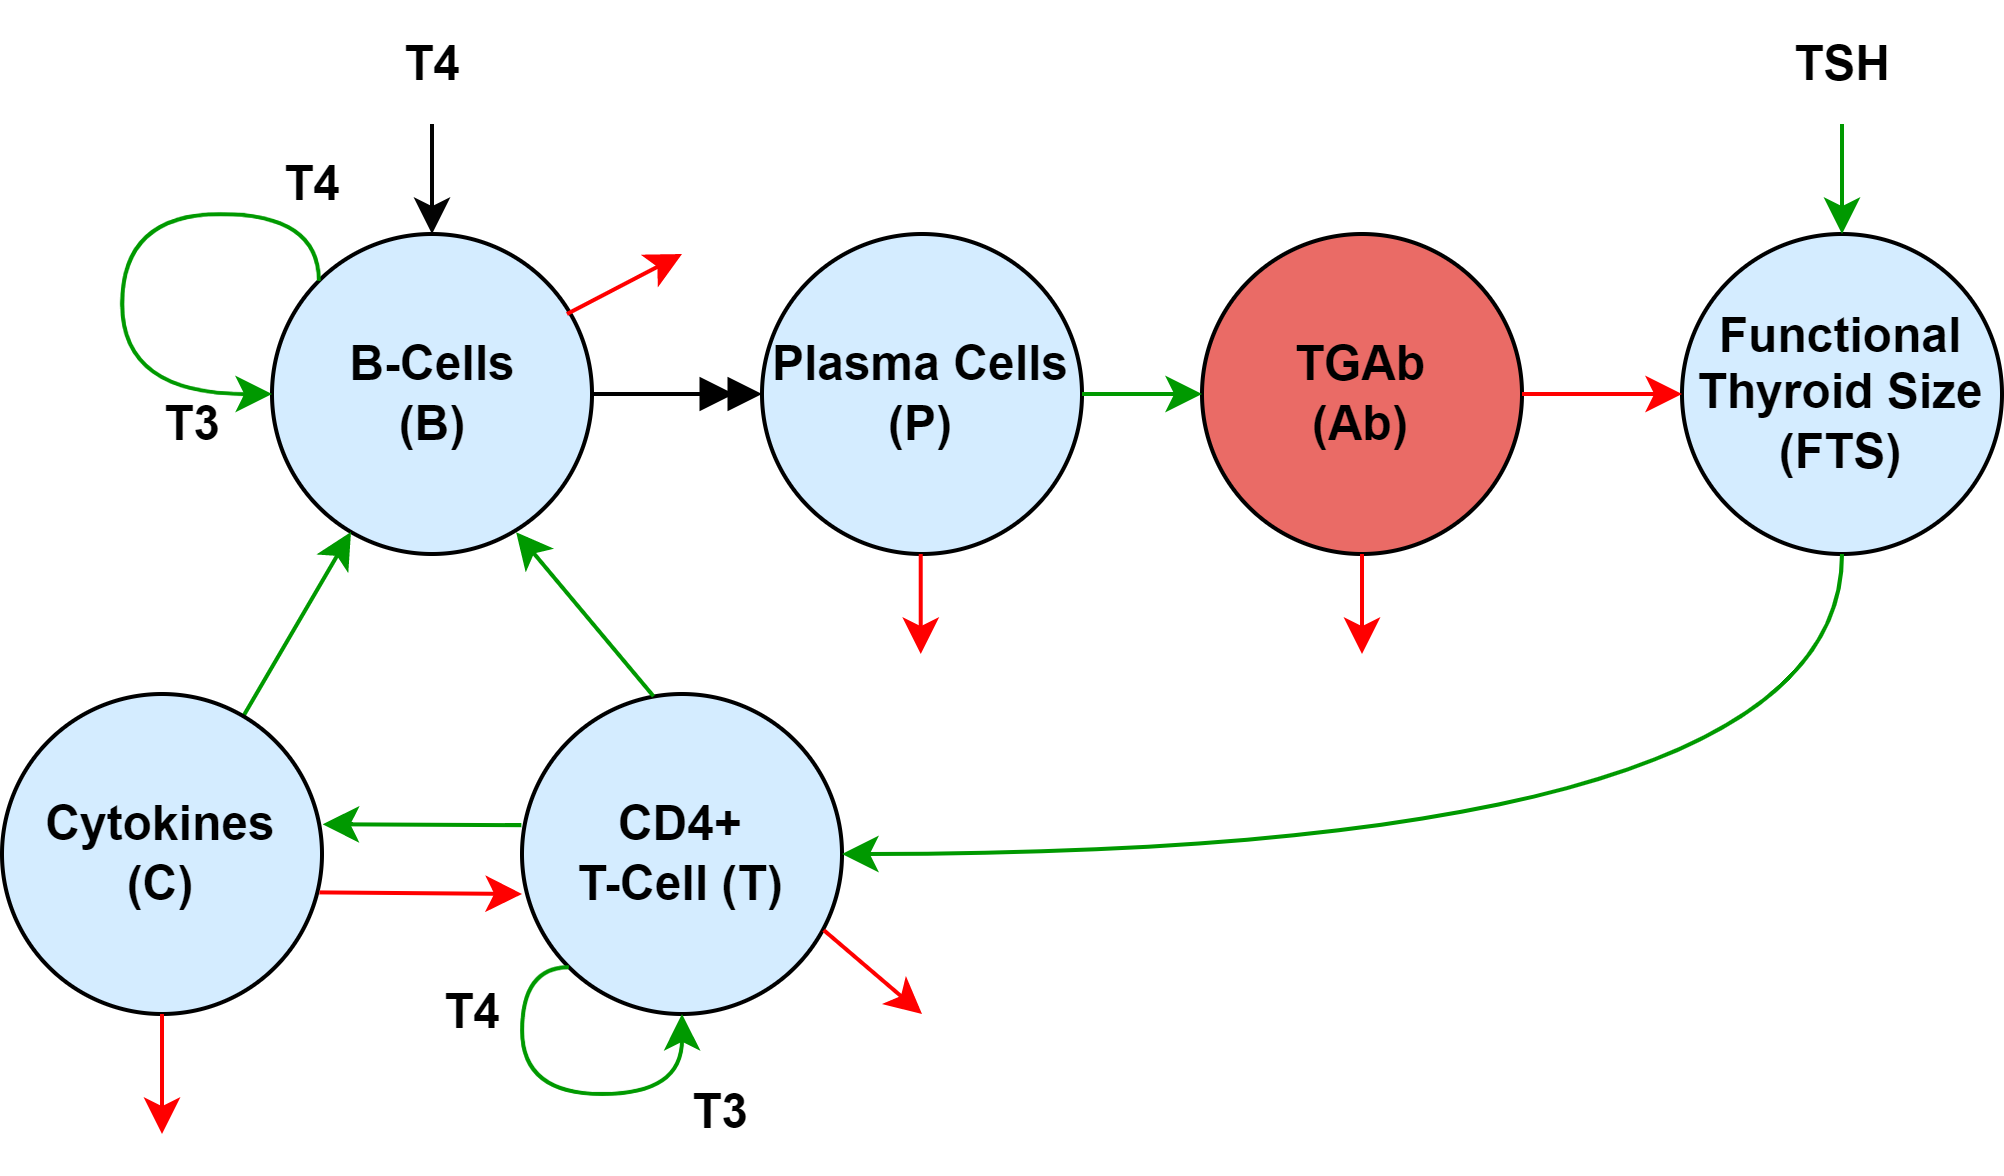 T4
TSH
T4
T3
B-Cells
(B)
Plasma Cells
(P)
TGAb
(Ab)
Functional
Thyroid Size
(FTS)
Cytokines
(C)
CD4+
T-Cell (T)
T4
T3